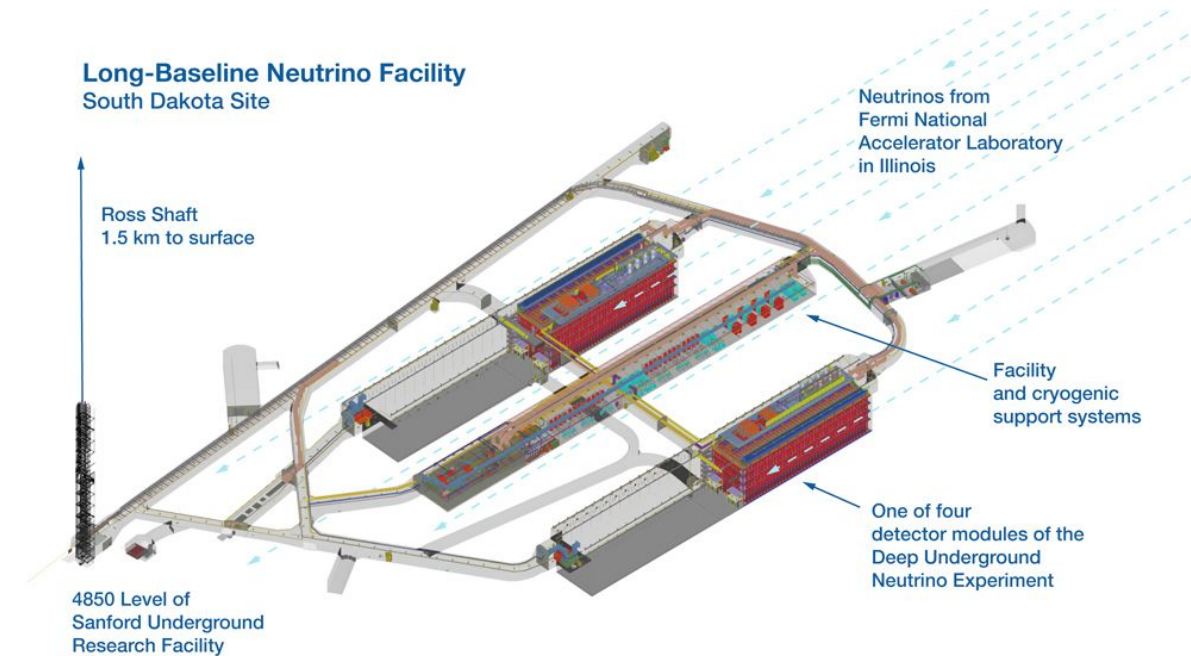 Long-Baseline Neutrino Facility
South Dakota Site
Neutrinos from
Fermi National
Accelerator Laboratory
in Illinois
Ross Shaft
1.5 km to surface
Facility
and cryogenic
support systems
One of four
detector modules of the
Deep Underground
Neutrino Experiment
4850 Level of
Sanford Underground
Research Facility